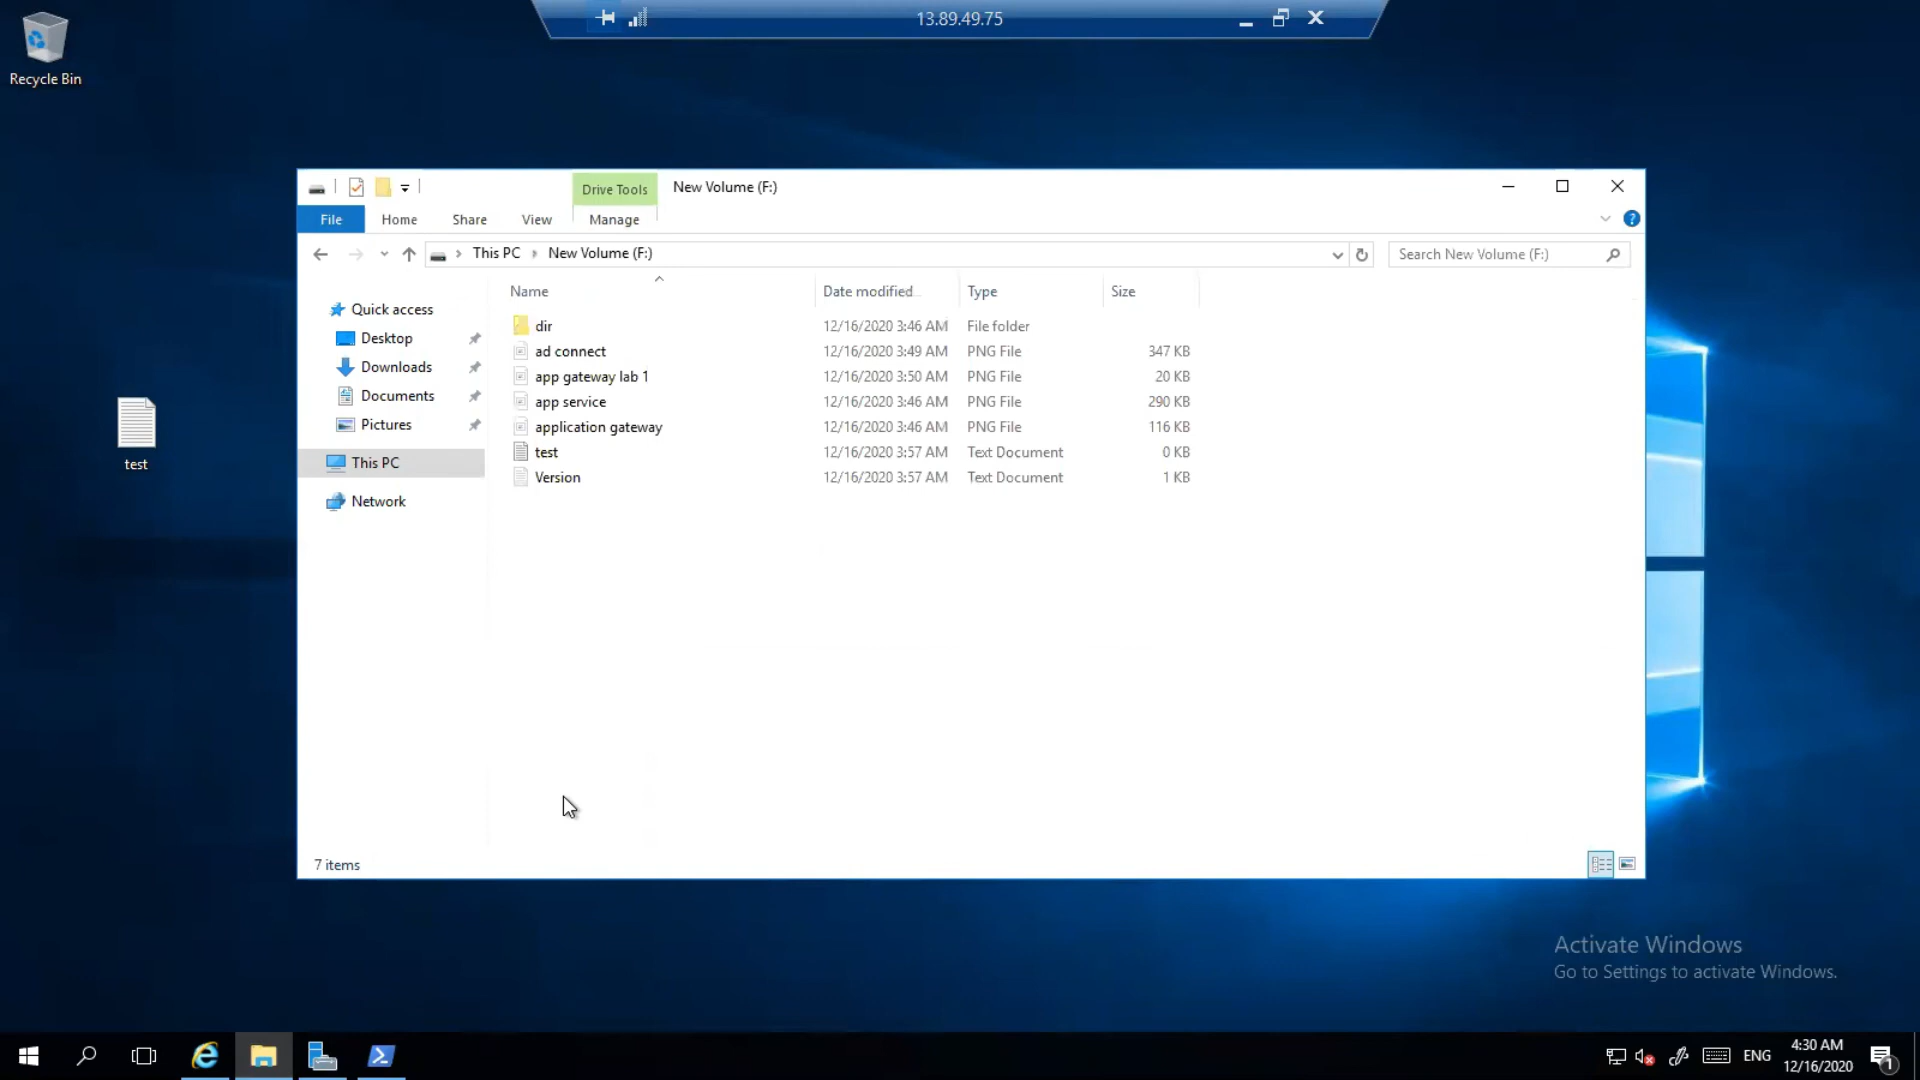 13.89.49.75
Recycle Bin
Drive Tools
New Volume (F:)
File
Home
Share
View
Manage
This PC
New Volume (F:)
Search New Volume (F:)
Name
Date modified
Type
Size
Quick access
Desktop
Downloads
Documents
Pictures
This PC
Network
dir 12/16/2020 3:46 AM File folder
ad connect 12/16/2020 3:49 AM PNG File 347 KB
app gateway lab 1 12/16/2020 3:50 AM PNG File 20 KB
app service 12/16/2020 3:46 AM PNG File 290 KB
application gateway 12/16/2020 3:46 AM PNG File 116 KB
test 12/16/2020 3:57 AM Text Document 0 KB
Version 12/16/2020 3:57 AM Text Document 1 KB
test
7 items
Activate Windows
Go to Settings to activate Windows.
ENG
4:30 AM
12/16/2020
1